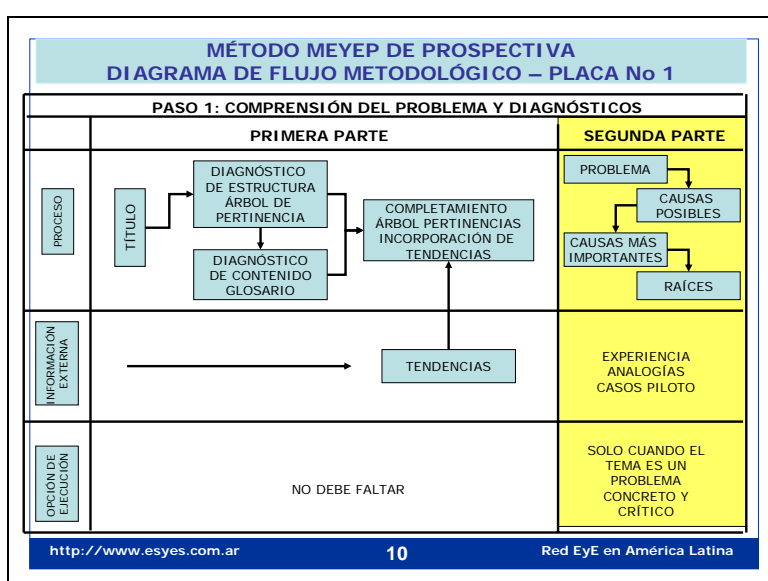 MÉTODO MEYEP DE PROSPECTIVA
DIAGRAMA DE FLUJO METODOLÓGICO – PLACA No 1
PASO 1: COMPRENSIÓN DEL PROBLEMA Y DIAGNÓSTICOS
PRIMERA PARTE
SEGUNDA PARTE
PROCESO
TÍTULO
DIAGNÓSTICO
DE ESTRUCTURA
ÁRBOL DE
PERTINENCIA
DIAGNÓSTICO
DE CONTENIDO
GLOSARIO
COMPLETAMIENTO
ÁRBOL PERTINENCIAS
INCORPORACIÓN DE
TENDENCIAS
PROBLEMA
CAUSAS
POSIBLES
CAUSAS MÁS
IMPORTANTES
RAÍCES
INFORMACIÓN
EXTERNA
TENDENCIAS
EXPERIENCIA
ANALOGÍAS
CASOS PILOTO
OPCIÓN DE
EJECUCIÓN
NO DEBE FALTAR
SOLO CUANDO EL
TEMA ES UN
PROBLEMA
CONCRETO Y
CRÍTICO
http://www.esyes.com.ar
10
Red EyE en América Latina